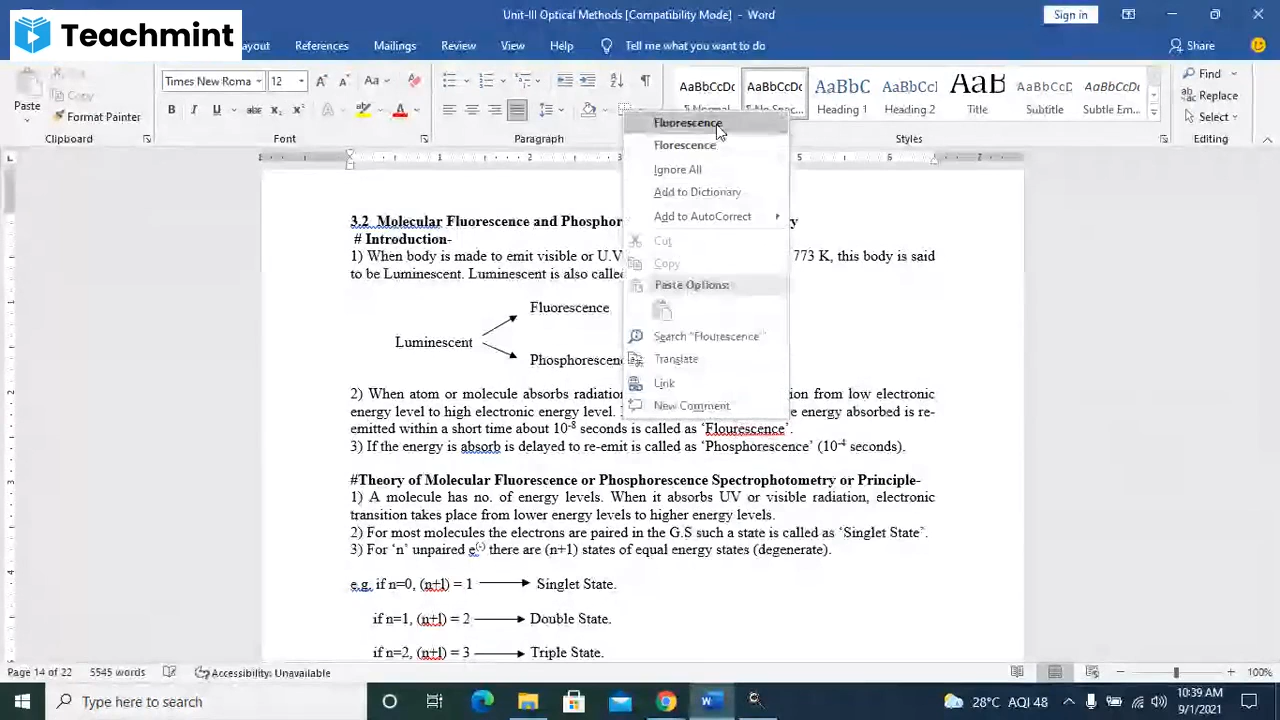 Unit-III Optical Methods [Compatibility Mode] - Word
Sign in
Teachmint
ayout References Mailings Review View Help Tell me what you want to do
Share
Paste
Copy
Format Painter
Clipboard
Times New Roma 12
Font
Paragraph
AaBbCcDc AaBbCcDc AaBbC AaBbCcD AaB AaBbCcD AaBbCcDc
Heading 1 Heading 2 Title Subtitle Subtle Em...
Styles
Find
Replace
Select
Editing
Fluorescence
Florescence
Ignore All
Add to Dictionary
Add to AutoCorrect
Cut
Copy
Paste Options:
Search "Flourescence"
Translate
Link
New Comment
3.2 Molecular Fluorescence and Phosphor
# Introduction-
1) When body is made to emit visible or U.V 773 K, this body is said
to be Luminescent. Luminescent is also called
Fluorescence
Luminescent
Phosphorescenc
2) When atom or molecule absorbs radiation from low electronic
energy level to high electronic energy level. energy absorbed is re-
emitted within a short time about 10-8 seconds is called as ‘Flourescence’.
3) If the energy is absorb is delayed to re-emit is called as ‘Phosphorescence’ (10-4 seconds).
#Theory of Molecular Fluorescence or Phosphorescence Spectrophotometry or Principle-
1) A molecule has no. of energy levels. When it absorbs UV or visible radiation, electronic
transition takes place from lower energy levels to higher energy levels.
2) For most molecules the electrons are paired in the G.S such a state is called as ‘Singlet State’.
3) For ‘n’ unpaired e(-) there are (n+1) states of equal energy states (degenerate).
e.g. if n=0, (n+l) = 1 Singlet State.
if n=1, (n+l) = 2 Double State.
if n=2, (n+l) = 3 Triple State.
Page 14 of 22 5545 words Accessibility: Unavailable 100%
Type here to search
28°C AQI 48
10:39 AM
9/1/2021